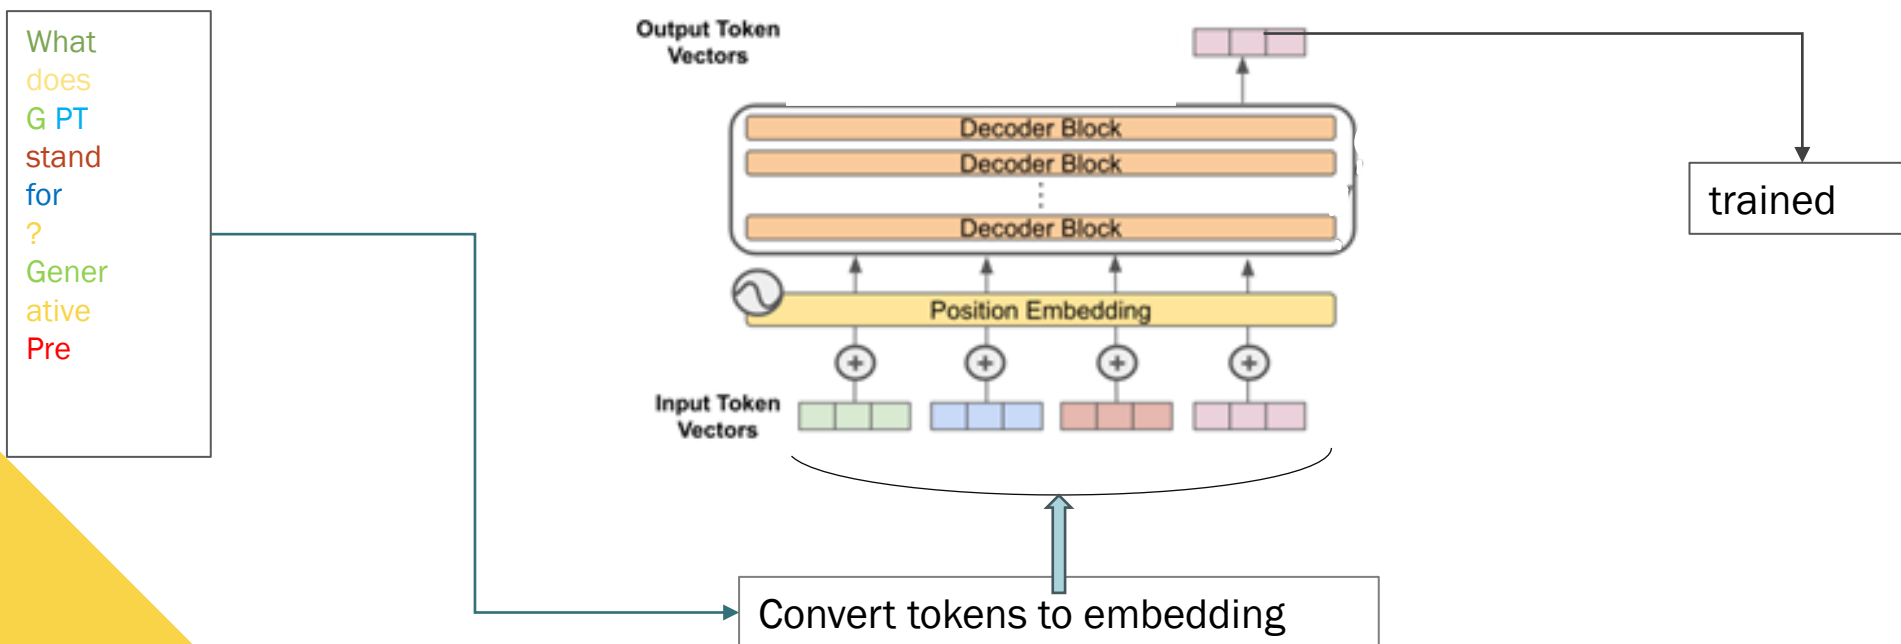 What
does
G PT
stand
for
?
Gener
ative
Pre
Output Token
Vectors
Decoder Block
Decoder Block
Decoder Block
Position Embedding
Input Token
Vectors
Convert tokens to embedding
trained